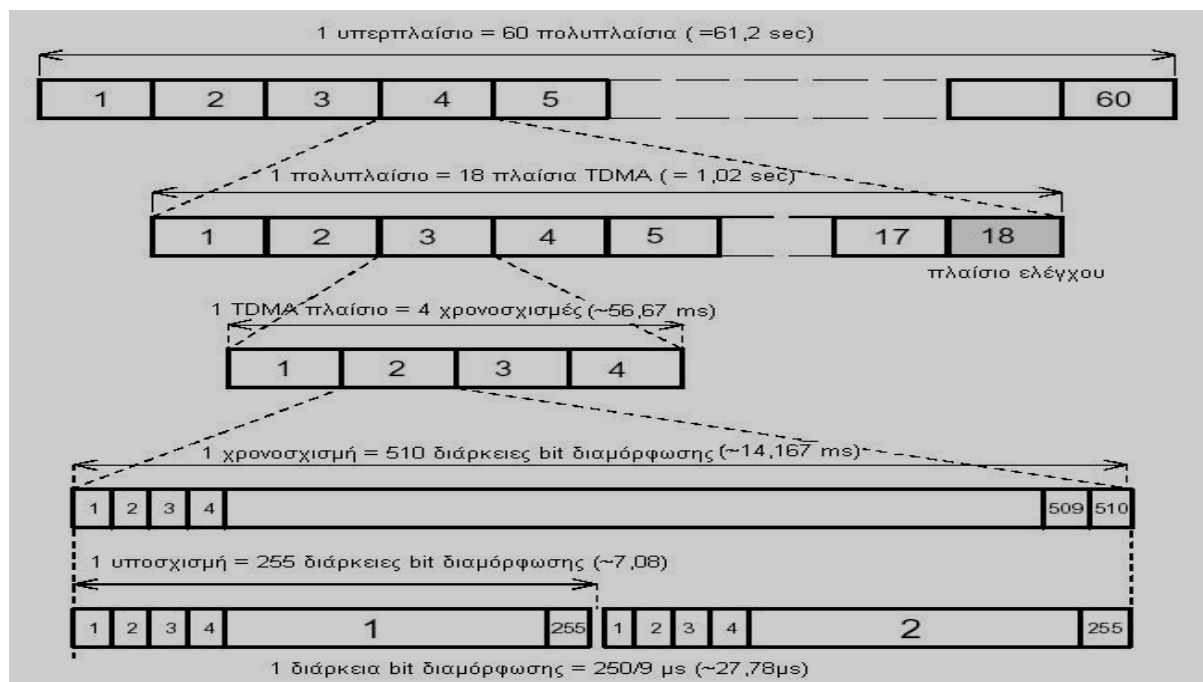 1 υπερπλαίσιο = 60 πολυπλαίσια ( =61,2 sec)
1 2 3 4 5 60
1 πολυπλαίσιο = 18 πλαίσια TDMA ( = 1,02 sec)
1 2 3 4 5 17 18
πλαίσιο ελέγχου
1 TDMA πλαίσιο = 4 χρονοσχισμές (~56,67 ms)
1 2 3 4
1 χρονοσχισμή = 510 διάρκειες bit διαμόρφωσης (~14,167 ms)
1 2 3 4 509 510
1 υποσχισμή = 255 διάρκειες bit διαμόρφωσης (~7,08)
1 2 3 4 1 255 1 2 3 4 2 255
1 διάρκεια bit διαμόρφωσης = 250/9 μs (~27,78μs)